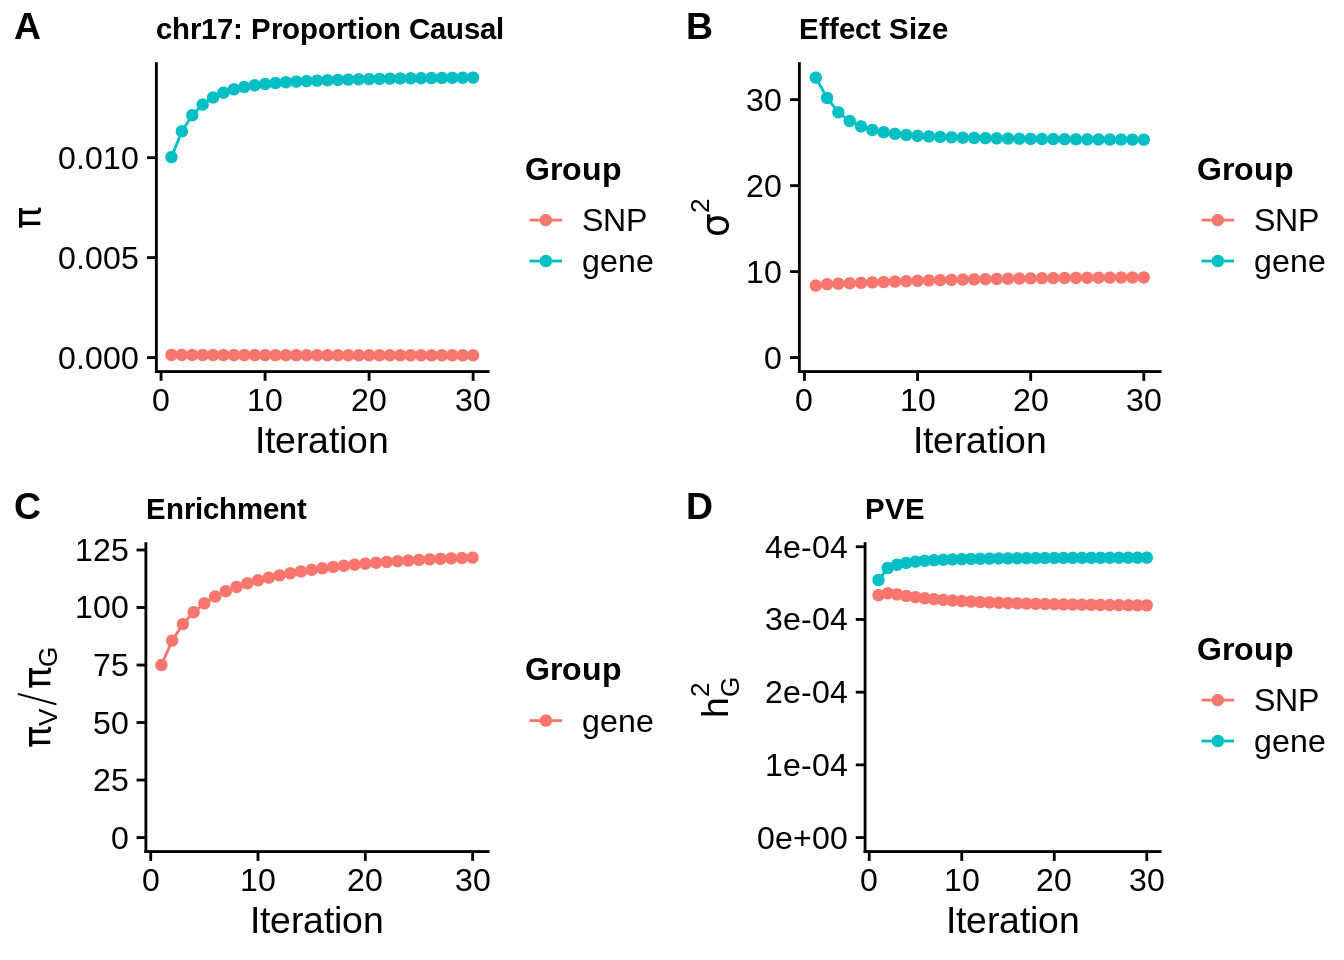 A
chr17: Proportion Causal
π
0.010
0.005
0.000
0 10 20 30
Iteration
Group
SNP
gene
B
Effect Size
σ²
30
20
10
0
0 10 20 30
Iteration
Group
SNP
gene
C
Enrichment
π_V/π_G
125
100
75
50
25
0
0 10 20 30
Iteration
Group
gene
D
PVE
h²_G
4e-04
3e-04
2e-04
1e-04
0e+00
0 10 20 30
Iteration
Group
SNP
gene